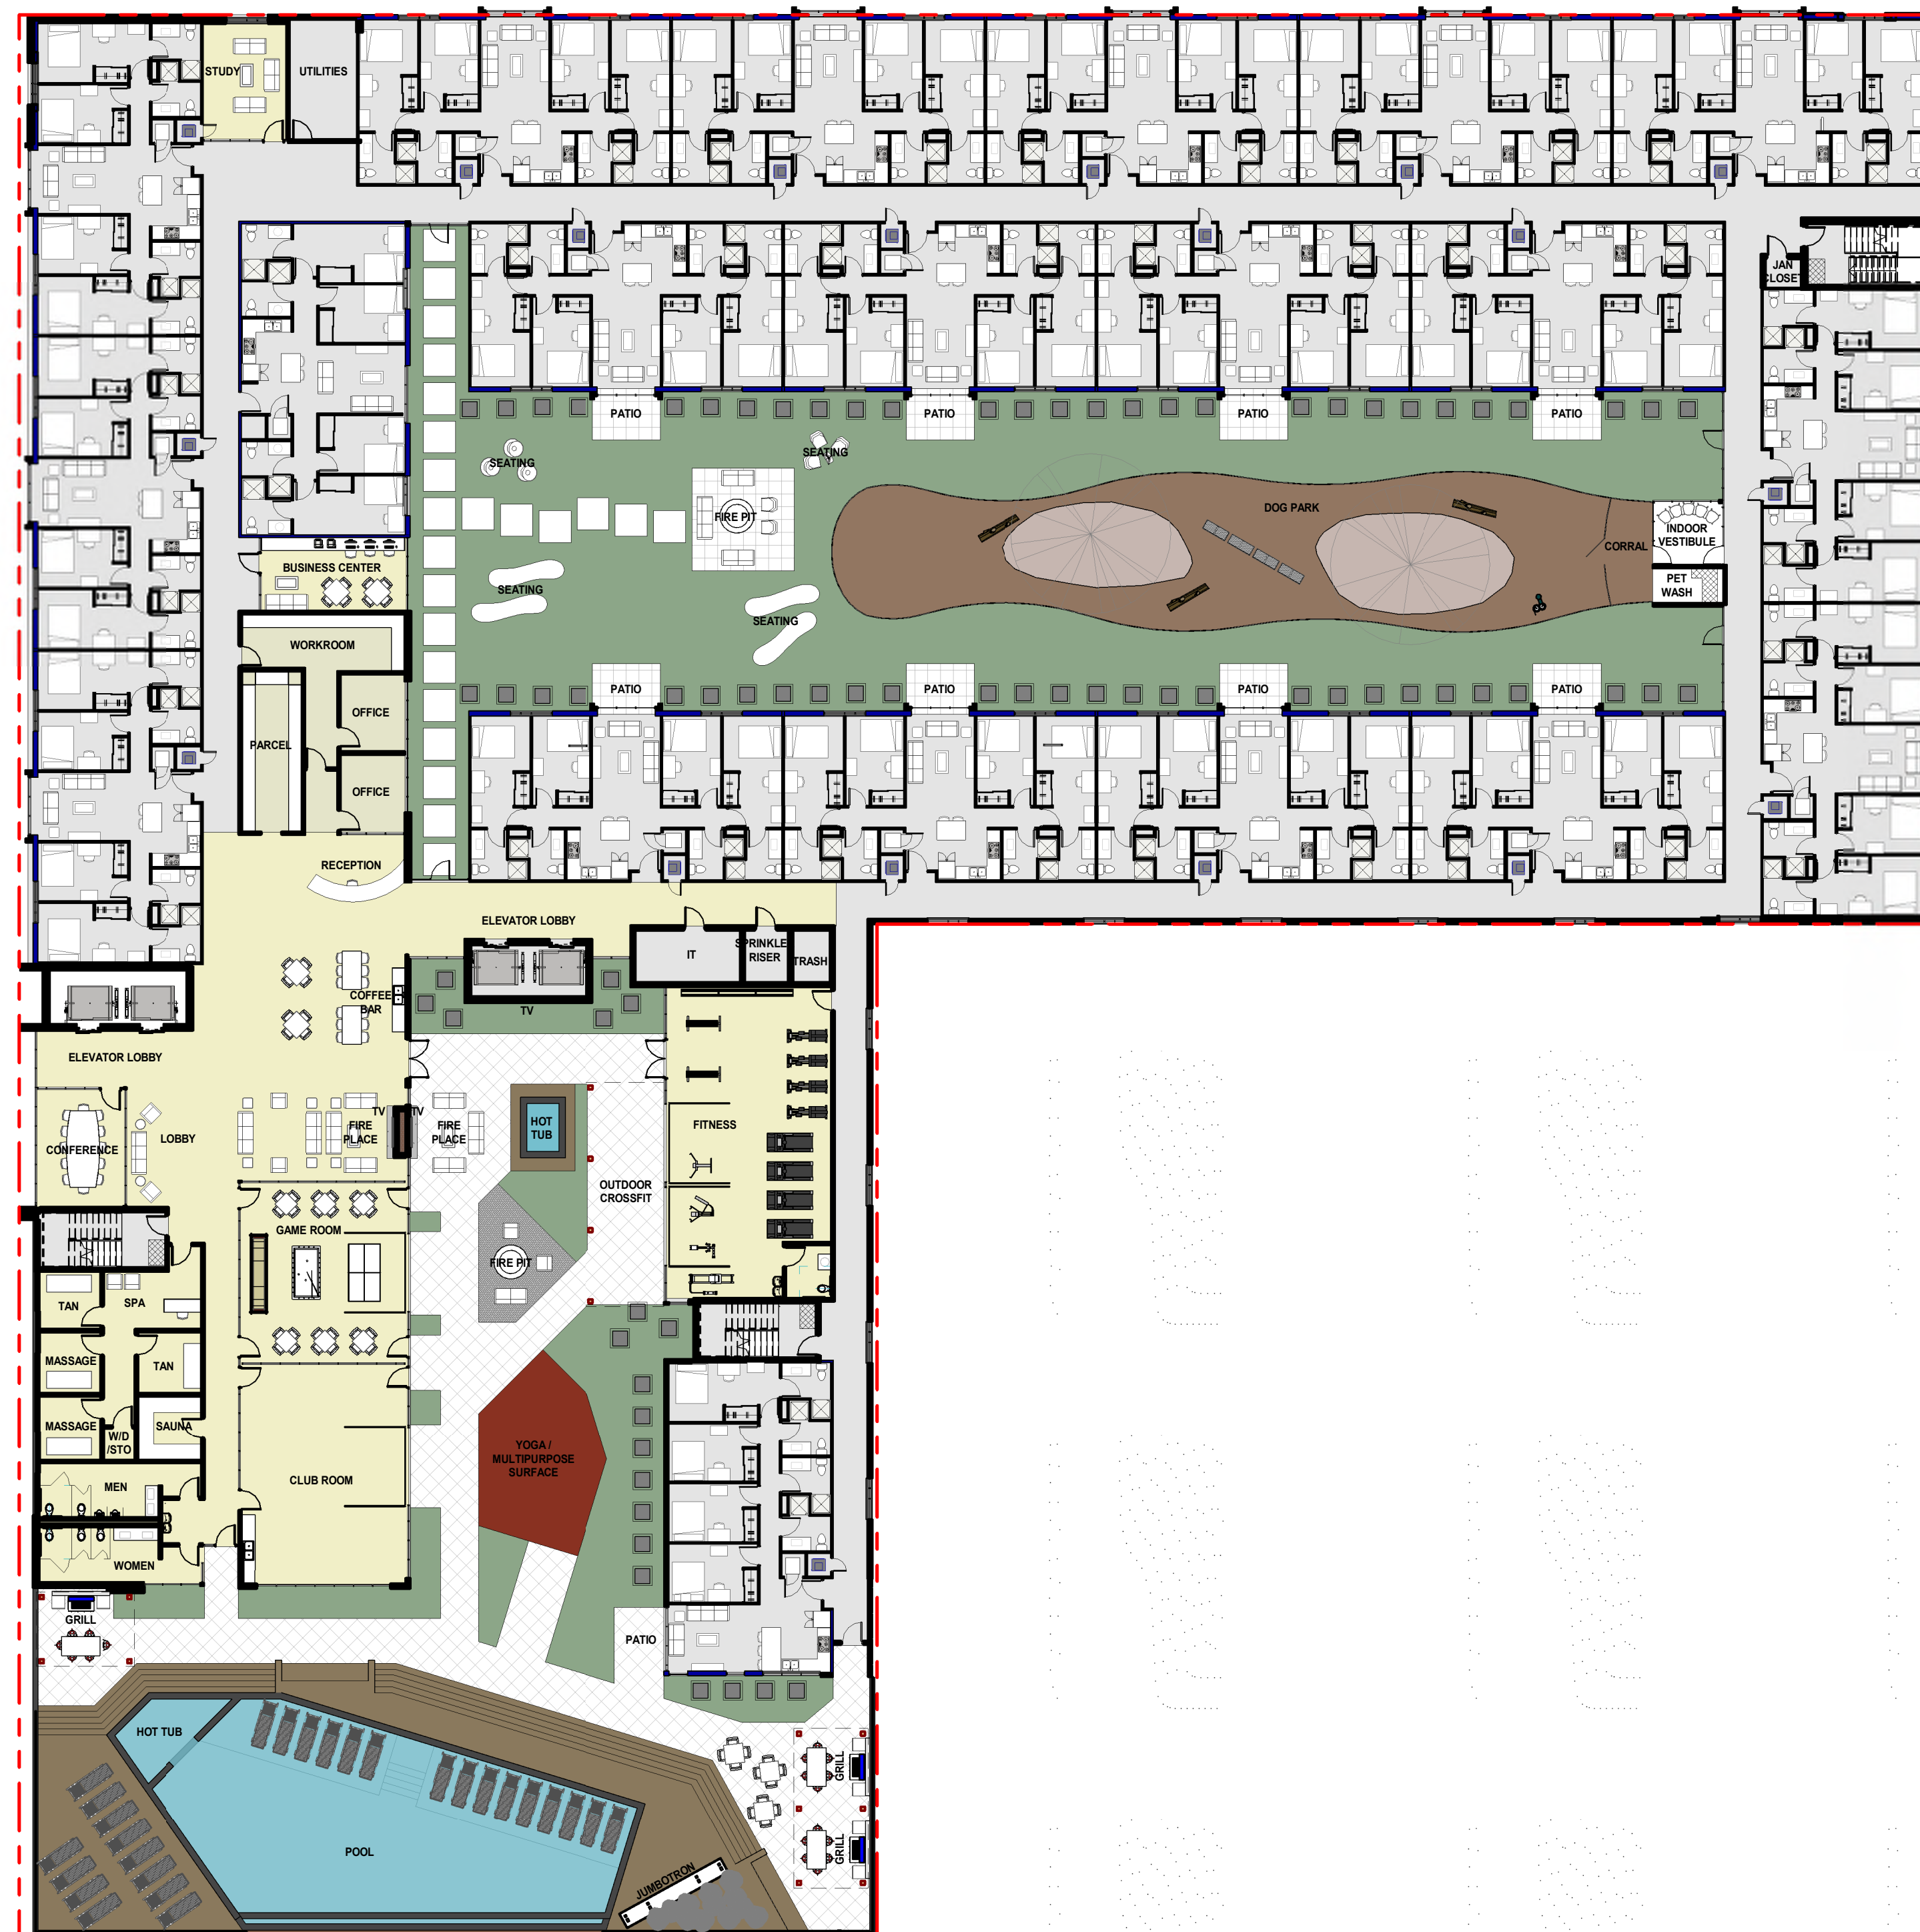 STUDY
UTILITIES
JAN
CLOSET
PATIO
PATIO
PATIO
PATIO
SEATING
SEATING
FIRE PIT
DOG PARK
INDOOR
VESTIBULE
CORRAL
PET
WASH
BUSINESS CENTER
SEATING
SEATING
WORKROOM
PATIO
PATIO
PATIO
PATIO
OFFICE
PARCEL
OFFICE
RECEPTION
ELEVATOR LOBBY
IT
SPRINKLE
RISER
TRASH
COFFEE
BAR
TV
ELEVATOR LOBBY
TV
TV
FIRE
PLACE
FIRE
PLACE
HOT
TUB
FITNESS
CONFERENCE
LOBBY
OUTDOOR
CROSSFIT
GAME ROOM
FIRE PIT
TAN
SPA
MASSAGE
TAN
MASSAGE
W/D
/STO
SAUNA
YOGA /
MULTIPURPOSE
SURFACE
MEN
CLUB ROOM
WOMEN
GRILL
PATIO
HOT TUB
GRILL
POOL
GRILL
JUMBOTRON